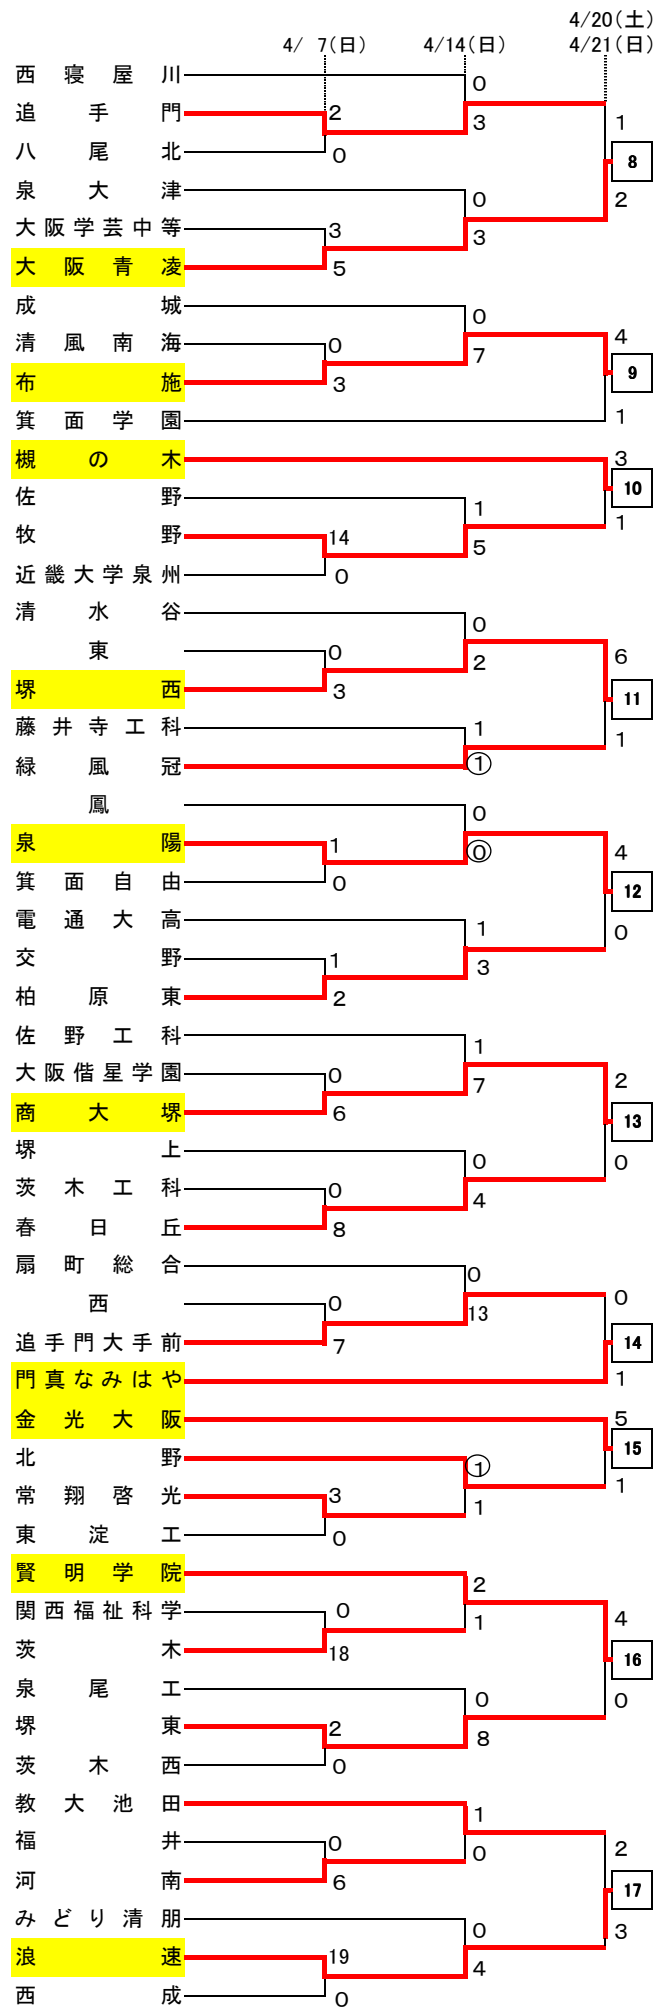 4/20(土)
4/ 7(日) 4/14(日) 4/21(日)
西寝屋川 0
追手門 2 3 1
八尾北 0 8
泉大津 0 2
大阪学芸中等 3 3
大阪青凌 5
成城 0
清風南海 0 7 4
布施 3 9
箕面学園 1
槻の木 3
佐野 1 10
牧野 14 5 1
近畿大学泉州 0
清水谷 0
東 0 2 6
堺西 3 11
藤井寺工科 1 1
緑風冠 1
鳳 0
泉陽 1 0 4
箕面自由 0 12
電通大高 1 0
交野 1 3
柏原東 2
佐野工科 1
大阪偕星学園 0 7 2
商大堺 6 13
堺上 0 0
茨木工科 0 4
春日丘 8
扇町総合 0
西 0 13 0
追手門大手前 7 14
門真なみはや 1
金光大阪 5
北野 1 15
常翔啓光 3 1 1
東淀工 0
賢明学院 2
関西福祉科学 0 1 4
茨木 18 16
泉尾工 0 0
堺東 2 8
茨木西 0
教大池田 1
福井 0 0 2
河南 6 17
みどり清朋 0 3
浪速 19 4
西成 0